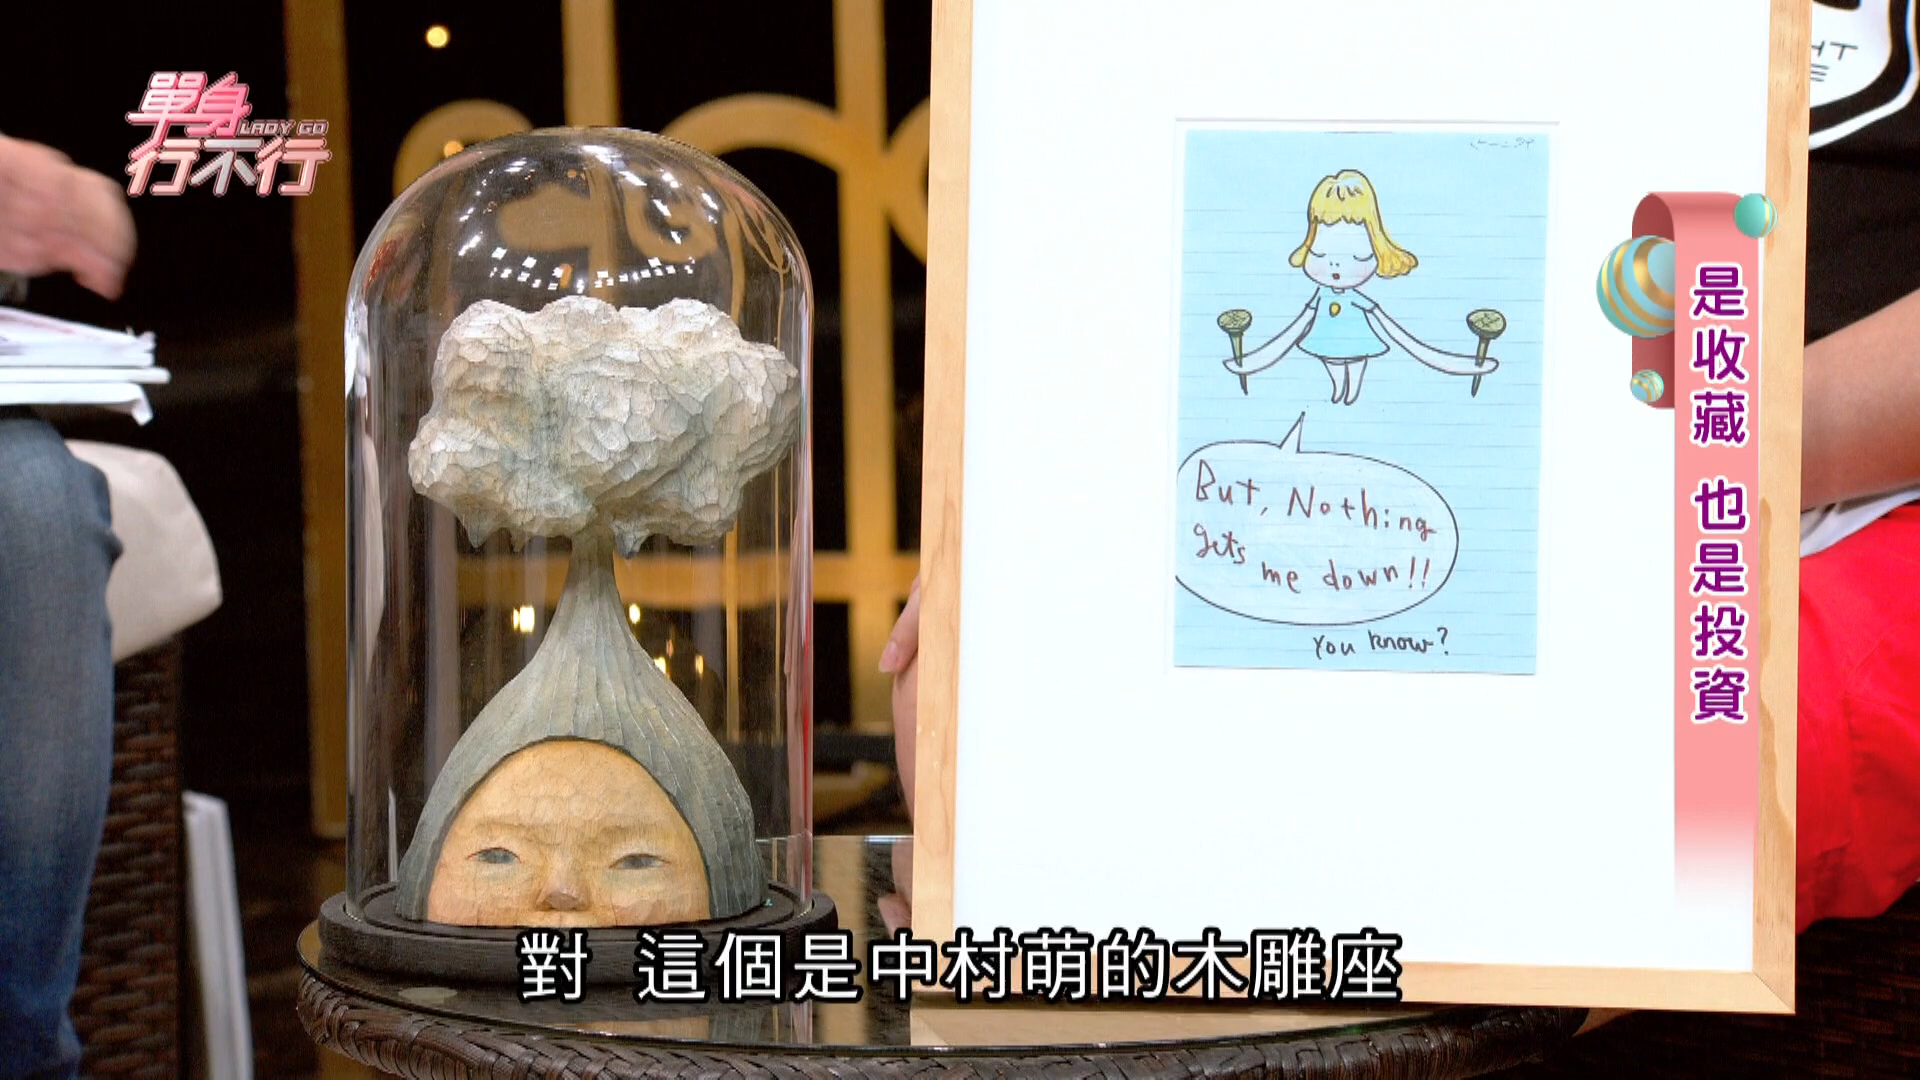 單身
LADY GO
行不行
But, Nothing
gets
me down!!
You know?
是收藏 也是投資
對 這個是中村萌的木雕座